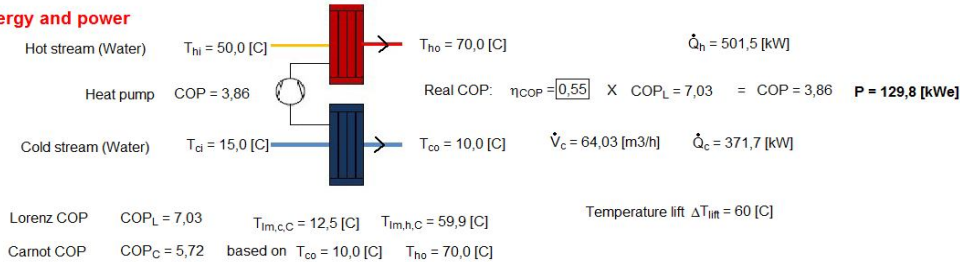 ergy and power
Hot stream (Water) Thi = 50,0 [C] Tho = 70,0 [C] Q̇h = 501,5 [kW]
Heat pump COP = 3,86 Real COP: ηCOP = 0,55 X COPL = 7,03 = COP = 3,86 P = 129,8 [kWe]
Cold stream (Water) Tci = 15,0 [C] Tco = 10,0 [C] V̇c = 64,03 [m3/h] Q̇c = 371,7 [kW]
Lorenz COP COPL = 7,03 Tlm,c,C = 12,5 [C] Tlm,h,C = 59,9 [C] Temperature lift ΔTlift = 60 [C]
Carnot COP COPC = 5,72 based on Tco = 10,0 [C] Tho = 70,0 [C]